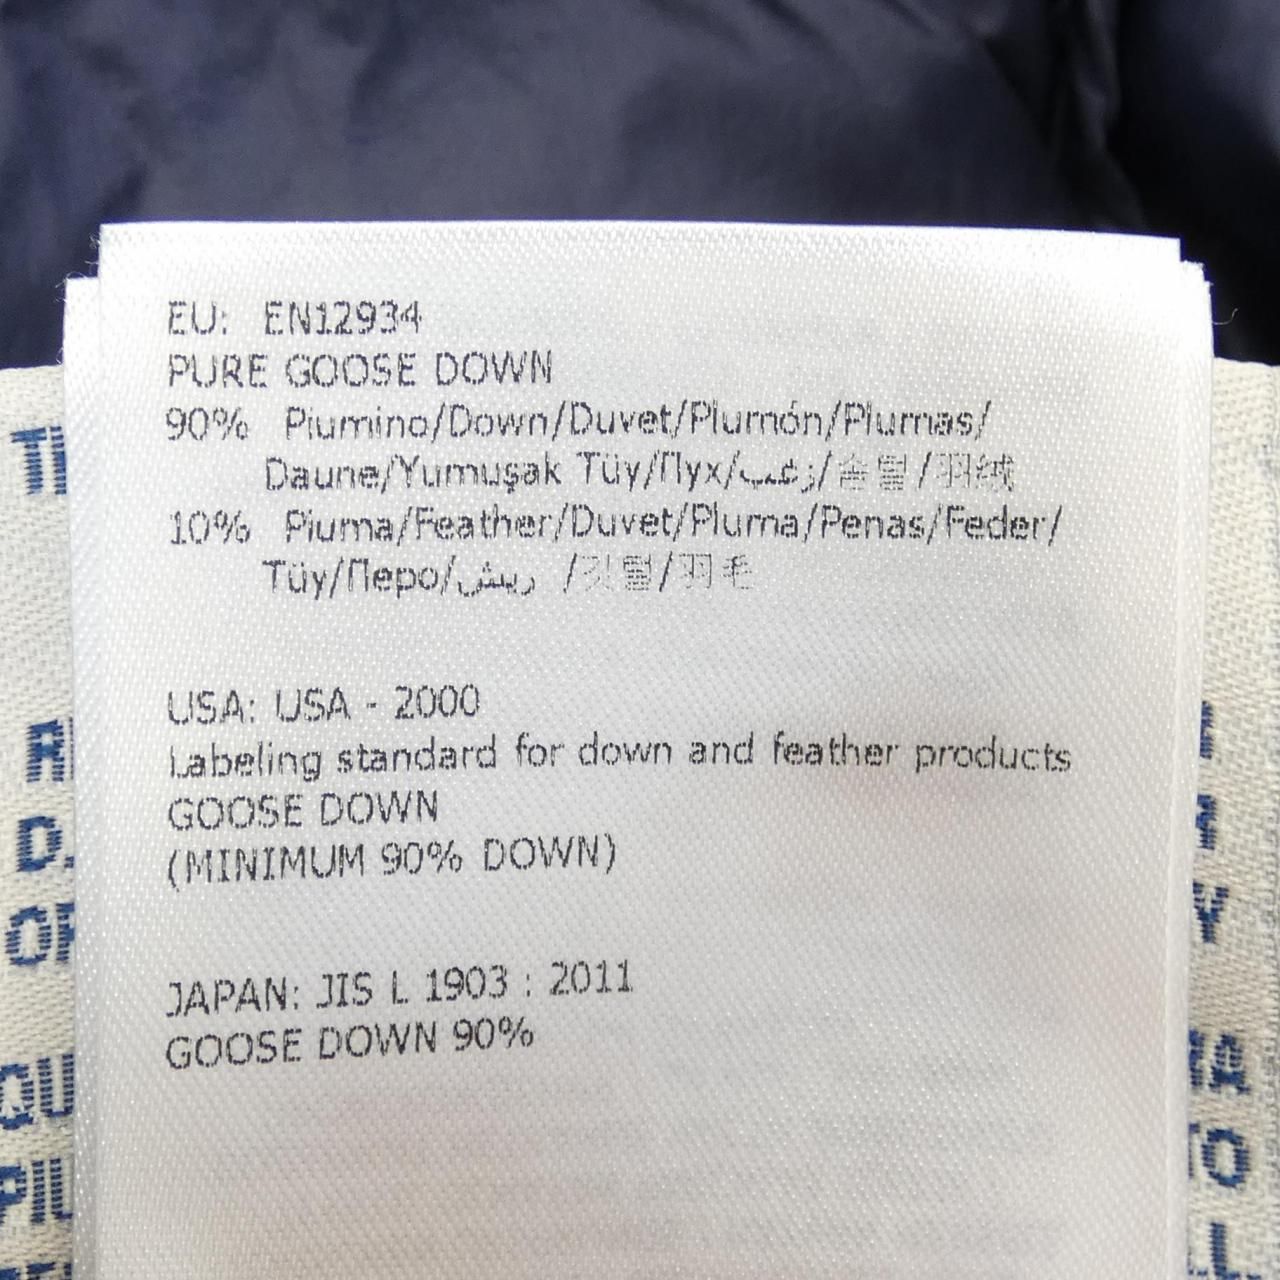 EU: EN12934
PURE GOOSE DOWN
90% Piumino/Down/Duvet/Plumón/Plumas/
Daune/Yumuşak Tüy/Пух/زغب/솜털/羽绒
10% Piuma/Feather/Duvet/Pluma/Penas/Feder/
Tüy/Перо/ريش /깃털/羽毛
USA: USA - 2000
Labeling standard for down and feather products
GOOSE DOWN
(MINIMUM 90% DOWN)
JAPAN: JIS L 1903 : 2011
GOOSE DOWN 90%